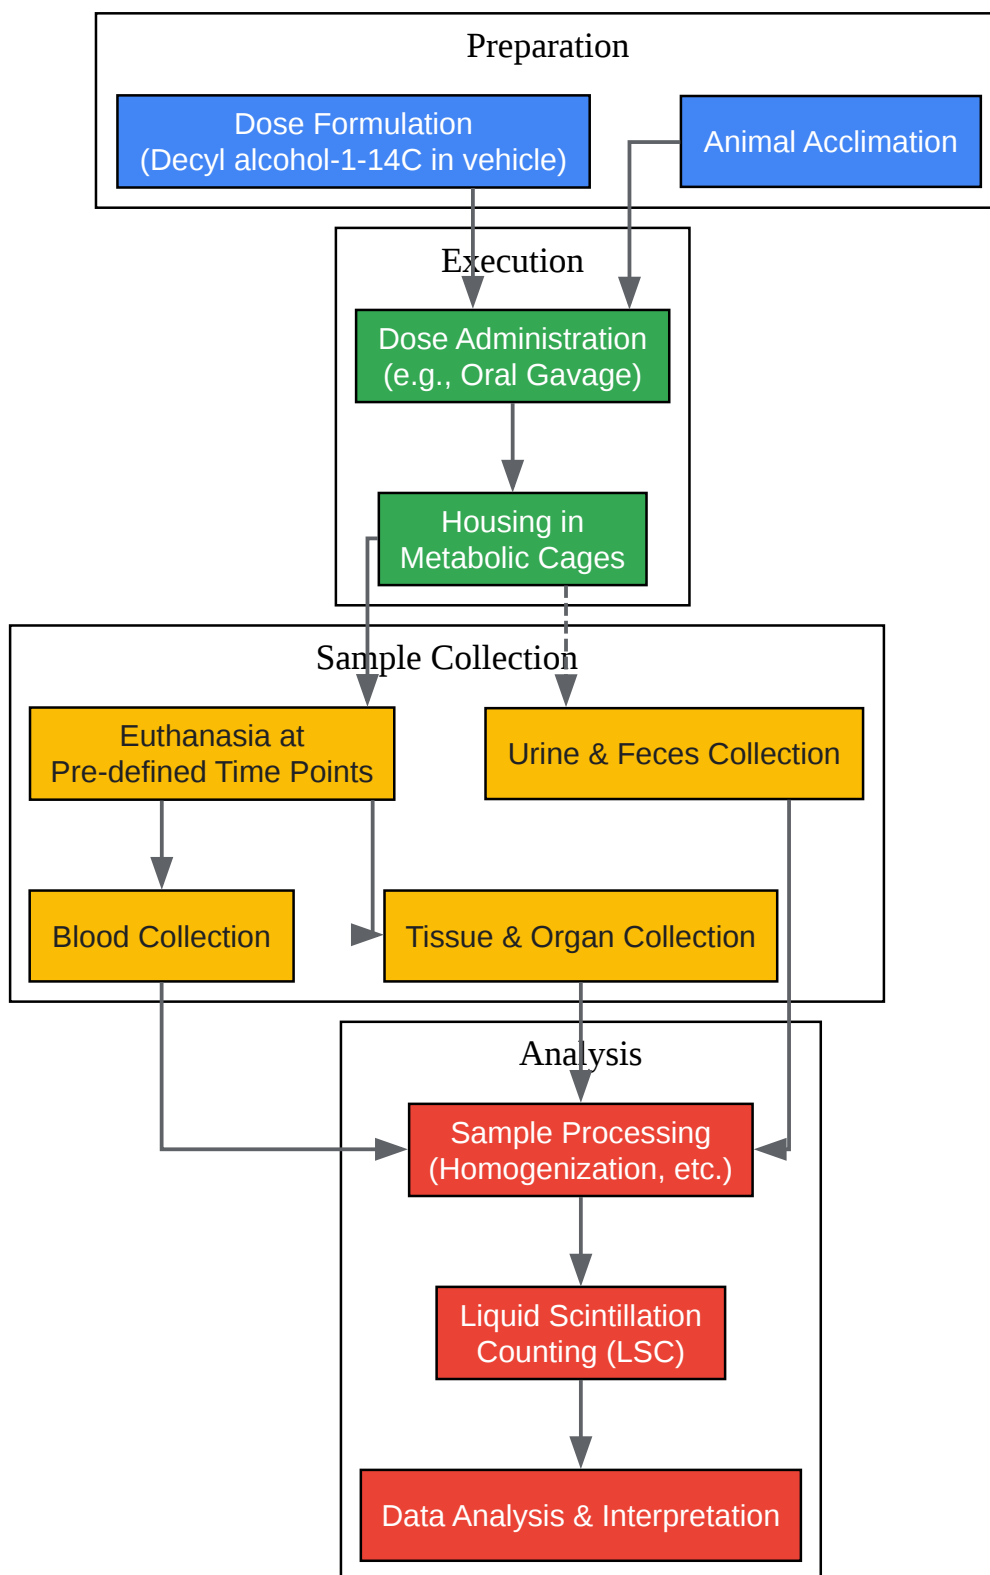 Preparation
Dose Formulation
(Decyl alcohol-1-14C in vehicle)
Animal Acclimation
Execution
Dose Administration
(e.g., Oral Gavage)
Housing in
Metabolic Cages
Sample Collection
Euthanasia at
Pre-defined Time Points
Urine & Feces Collection
Blood Collection
Tissue & Organ Collection
Analysis
Sample Processing
(Homogenization, etc.)
Liquid Scintillation
Counting (LSC)
Data Analysis & Interpretation